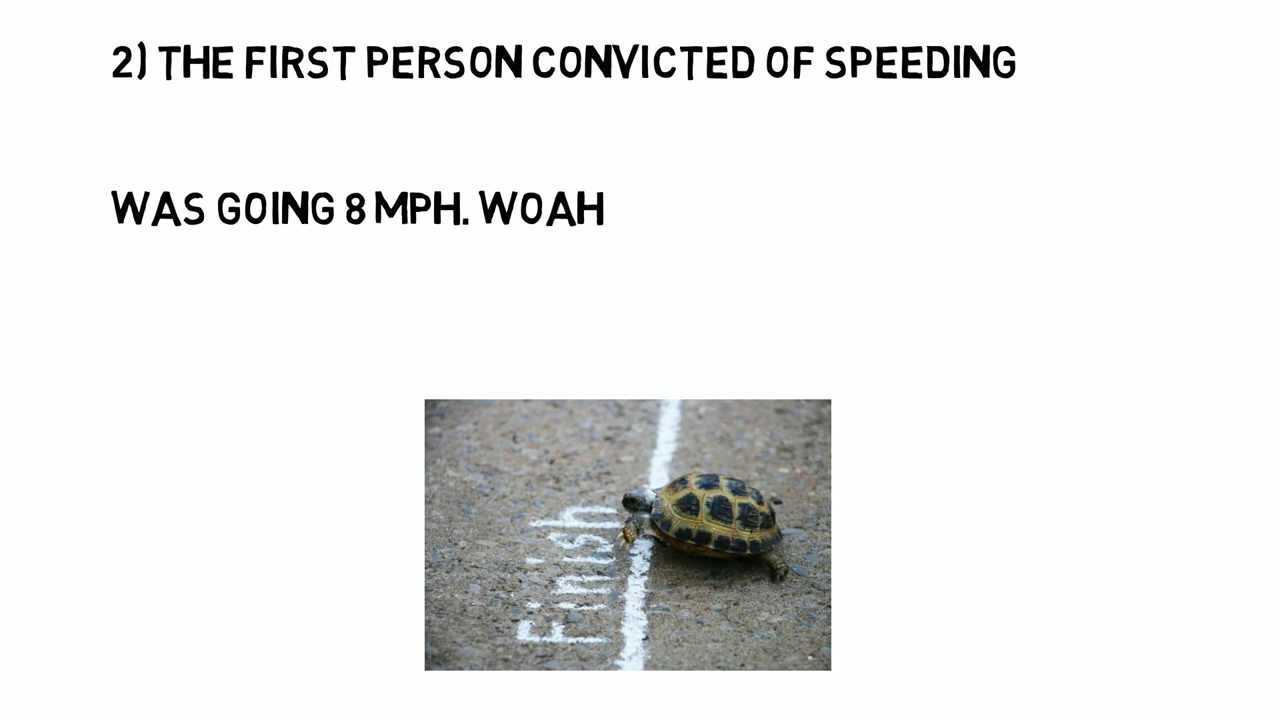 2) THE FIRST PERSON CONVICTED OF SPEEDING
WAS GOING 8 MPH. WOAH
Finish